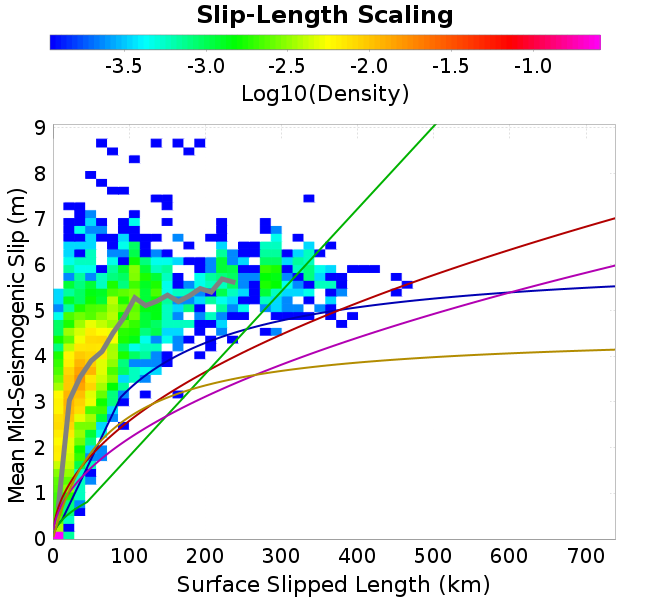 Slip-Length Scaling
-3.5 -3.0 -2.5 -2.0 -1.5 -1.0
Log10(Density)
Mean Mid-Seismogenic Slip (m)
9
8
7
6
5
4
3
2
1
0
0 100 200 300 400 500 600 700
Surface Slipped Length (km)